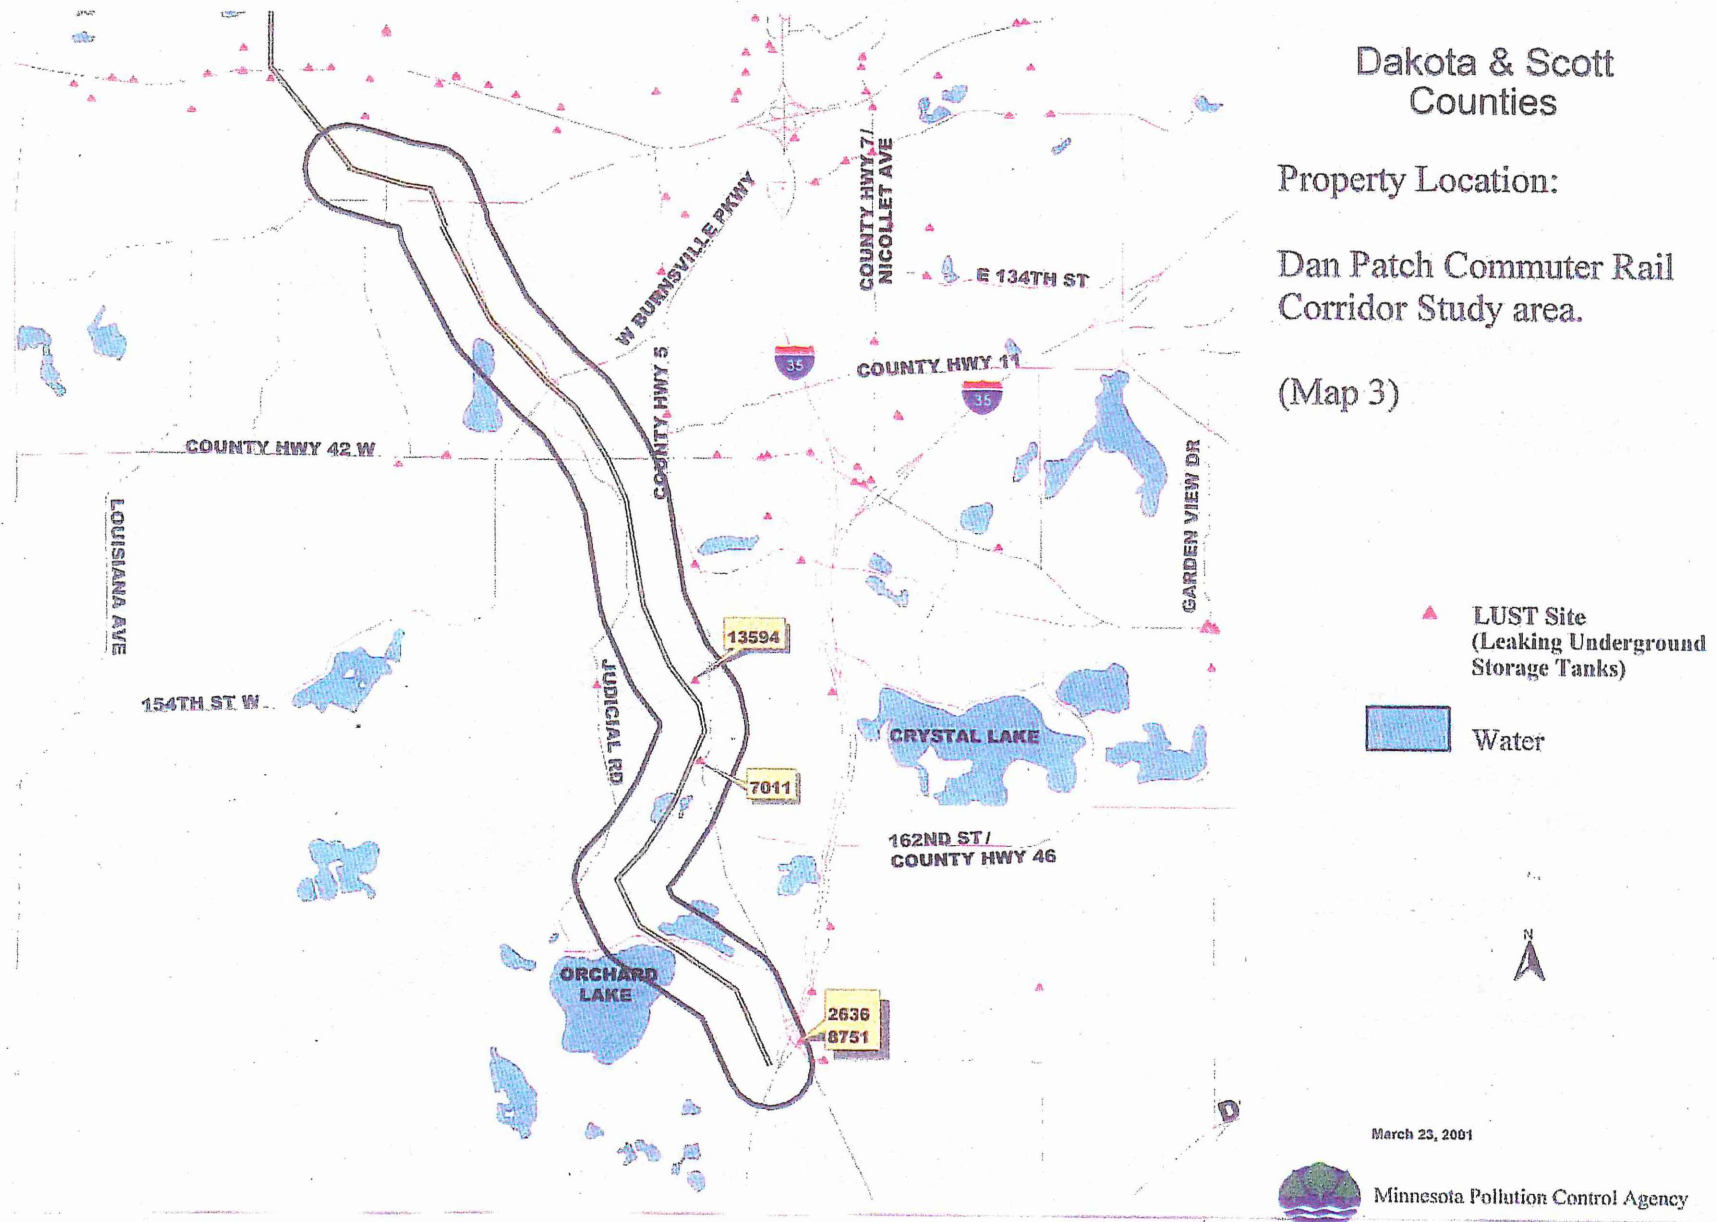 Dakota & Scott
Counties
Property Location:
Dan Patch Commuter Rail
Corridor Study area.
(Map 3)
COUNTY HWY 7/
NICOLLET AVE
W BURNSVILLE PKWY
E 134TH ST
COUNTY HWY 5
35
COUNTY HWY 11
35
COUNTY HWY 42 W
LOUISIANA AVE
GARDEN VIEW DR
13594
JUDICIAL RD
154TH ST W
CRYSTAL LAKE
7011
162ND ST/
COUNTY HWY 46
ORCHARD
LAKE
2636
8751
D
LUST Site
(Leaking Underground
Storage Tanks)
Water
N
March 23, 2001
Minnesota Pollution Control Agency